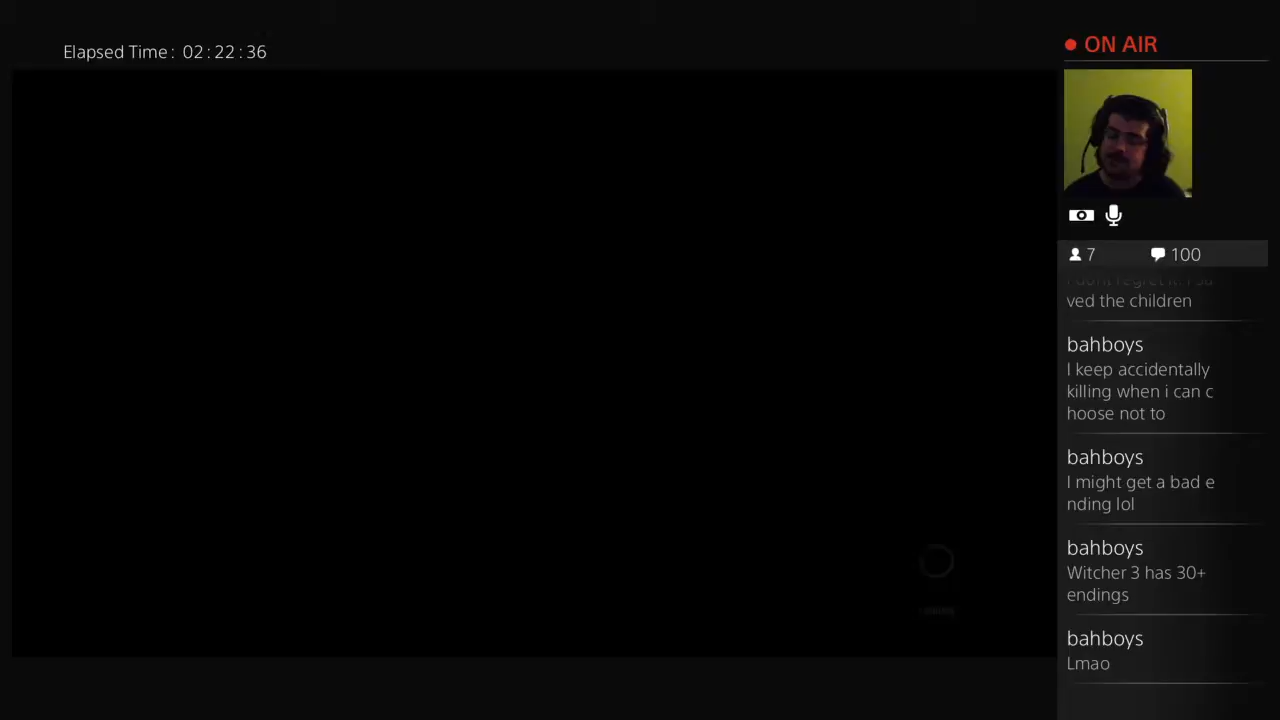 Elapsed Time: 02:22:36
ON AIR
7
100
ved the children
bahboys
I keep accidentally
killing when i can c
hoose not to
bahboys
I might get a bad e
nding lol
bahboys
Witcher 3 has 30+
endings
bahboys
Lmao